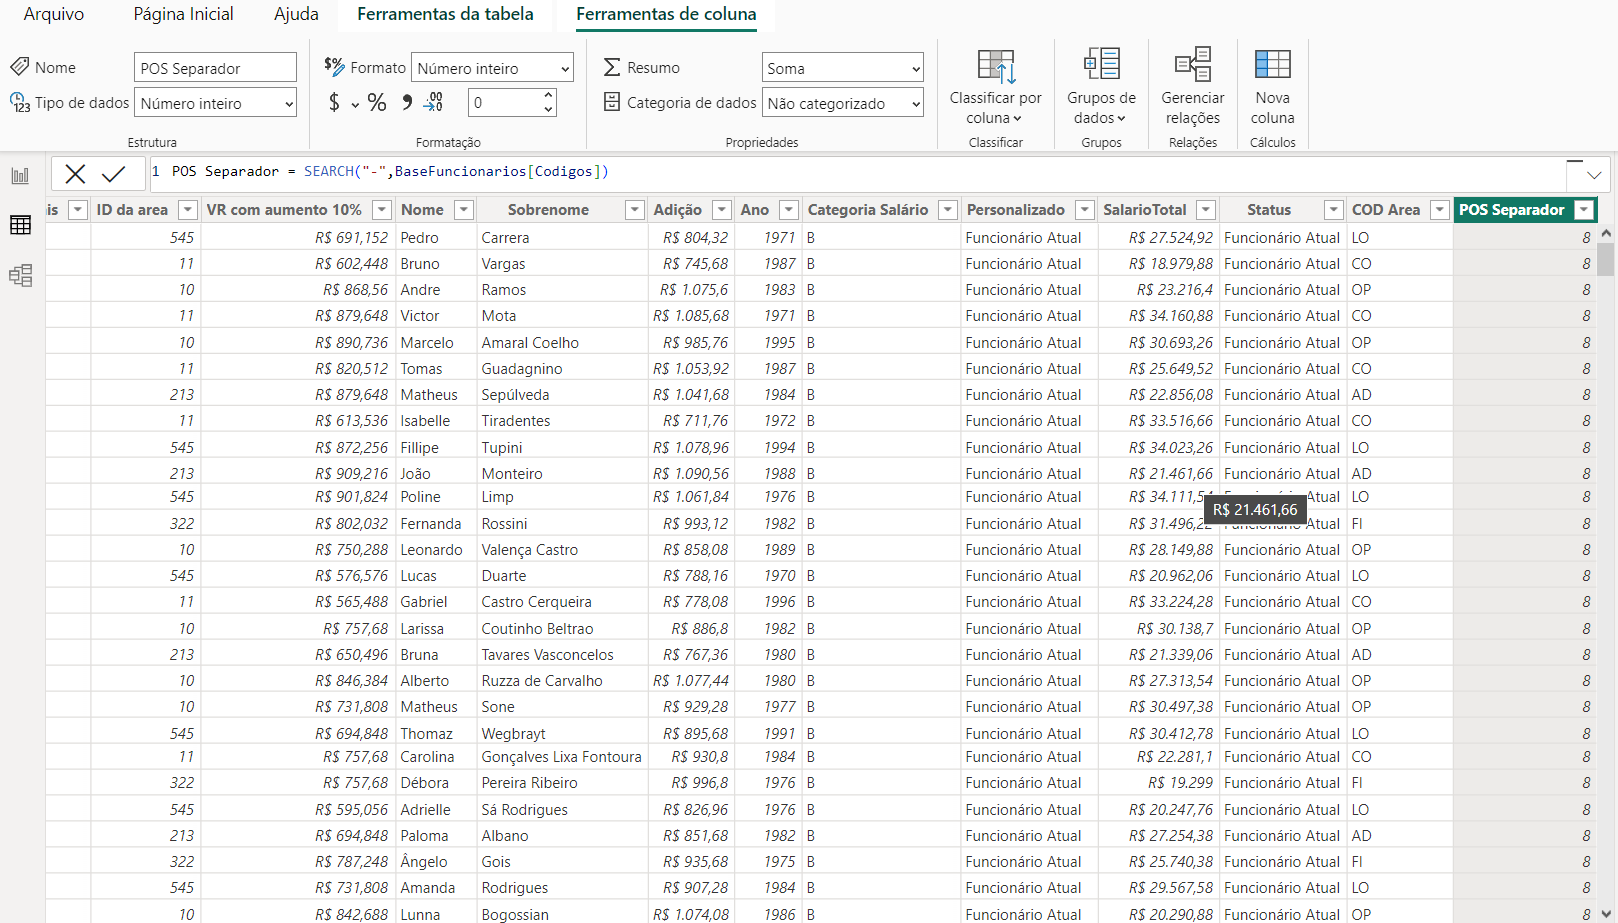 Arquivo Página Inicial Ajuda Ferramentas da tabela Ferramentas de coluna
Nome POS Separador
Tipo de dados Número inteiro
Estrutura
$% Formato Número inteiro
$ % 0
Formatação
Resumo Soma
Categoria de dados Não categorizado
Propriedades
Classificar por
coluna
Classificar
Grupos de
dados
Grupos
Gerenciar
relações
Relações
Nova
coluna
Cálculos
1 POS Separador = SEARCH("-",BaseFuncionarios[Codigos])
is ID da area VR com aumento 10% Nome Sobrenome Adição Ano Categoria Salário Personalizado SalarioTotal Status COD Area POS Separador
545 R$ 691,152 Pedro Carrera R$ 804,32 1971 B Funcionário Atual R$ 27.524,92 Funcionário Atual LO 8
11 R$ 602,448 Bruno Vargas R$ 745,68 1987 B Funcionário Atual R$ 18.979,88 Funcionário Atual CO 8
10 R$ 868,56 Andre Ramos R$ 1.075,6 1983 B Funcionário Atual R$ 23.216,4 Funcionário Atual OP 8
11 R$ 879,648 Victor Mota R$ 1.085,68 1971 B Funcionário Atual R$ 34.160,88 Funcionário Atual CO 8
10 R$ 890,736 Marcelo Amaral Coelho R$ 985,76 1995 B Funcionário Atual R$ 30.693,26 Funcionário Atual OP 8
11 R$ 820,512 Tomas Guadagnino R$ 1.053,92 1987 B Funcionário Atual R$ 25.649,52 Funcionário Atual CO 8
213 R$ 879,648 Matheus Sepúlveda R$ 1.041,68 1984 B Funcionário Atual R$ 22.856,08 Funcionário Atual AD 8
11 R$ 613,536 Isabelle Tiradentes R$ 711,76 1972 B Funcionário Atual R$ 33.516,66 Funcionário Atual CO 8
545 R$ 872,256 Fillipe Tupini R$ 1.078,96 1994 B Funcionário Atual R$ 34.023,26 Funcionário Atual LO 8
213 R$ 909,216 João Monteiro R$ 1.090,56 1988 B Funcionário Atual R$ 21.461,66 Funcionário Atual AD 8
545 R$ 901,824 Poline Limp R$ 1.061,84 1976 B Funcionário Atual R$ 34.111,54 Atual LO 8
R$ 21.461,66
322 R$ 802,032 Fernanda Rossini R$ 993,12 1982 B Funcionário Atual R$ 31.496,22 Atual FI 8
10 R$ 750,288 Leonardo Valença Castro R$ 858,08 1989 B Funcionário Atual R$ 28.149,88 Funcionário Atual OP 8
545 R$ 576,576 Lucas Duarte R$ 788,16 1970 B Funcionário Atual R$ 20.962,06 Funcionário Atual LO 8
11 R$ 565,488 Gabriel Castro Cerqueira R$ 778,08 1996 B Funcionário Atual R$ 33.224,28 Funcionário Atual CO 8
10 R$ 757,68 Larissa Coutinho Beltrao R$ 886,8 1982 B Funcionário Atual R$ 30.138,7 Funcionário Atual OP 8
213 R$ 650,496 Bruna Tavares Vasconcelos R$ 767,36 1980 B Funcionário Atual R$ 21.339,06 Funcionário Atual AD 8
10 R$ 846,384 Alberto Ruzza de Carvalho R$ 1.077,44 1980 B Funcionário Atual R$ 27.313,54 Funcionário Atual OP 8
10 R$ 731,808 Matheus Sone R$ 929,28 1977 B Funcionário Atual R$ 30.497,38 Funcionário Atual OP 8
545 R$ 694,848 Thomaz Wegbrayt R$ 895,68 1991 B Funcionário Atual R$ 30.412,78 Funcionário Atual LO 8
11 R$ 757,68 Carolina Gonçalves Lixa Fontoura R$ 930,8 1984 B Funcionário Atual R$ 22.281,1 Funcionário Atual CO 8
322 R$ 757,68 Débora Pereira Ribeiro R$ 996,8 1976 B Funcionário Atual R$ 19.299 Funcionário Atual FI 8
545 R$ 595,056 Adrielle Sá Rodrigues R$ 826,96 1976 B Funcionário Atual R$ 20.247,76 Funcionário Atual LO 8
213 R$ 694,848 Paloma Albano R$ 851,68 1982 B Funcionário Atual R$ 27.254,38 Funcionário Atual AD 8
322 R$ 787,248 Ângelo Gois R$ 935,68 1975 B Funcionário Atual R$ 25.740,38 Funcionário Atual FI 8
545 R$ 731,808 Amanda Rodrigues R$ 907,28 1984 B Funcionário Atual R$ 29.567,58 Funcionário Atual LO 8
10 R$ 842,688 Lunna Bogossian R$ 1.074,08 1986 B Funcionário Atual R$ 20.290,88 Funcionário Atual OP 8